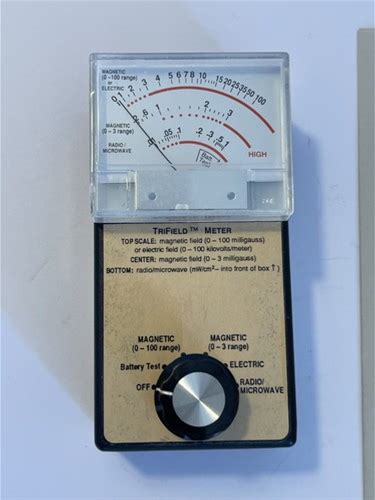 MAGNETIC
(0-100 range)
or
ELECTRIC
0 1 2 3 4 5 6 7 8 10 15 20 25 35 50 100
MAGNETIC
(0-3 range)
.5 1 2 3
RADIO/
MICROWAVE
.01 .05 .1 .2 .3 .5 1
HIGH
TRIFIELD™ METER
TOP SCALE: magnetic field (0 – 100 milligauss)
or electric field (0 – 100 kilovolts/meter)
CENTER: magnetic field (0 – 3 milligauss)
BOTTOM: radio/microwave (mW/cm²– into front of box ↑)
MAGNETIC
(0 – 100 range)
MAGNETIC
(0 – 3 range)
Battery Test
ELECTRIC
OFF
RADIO/
MICROWAVE